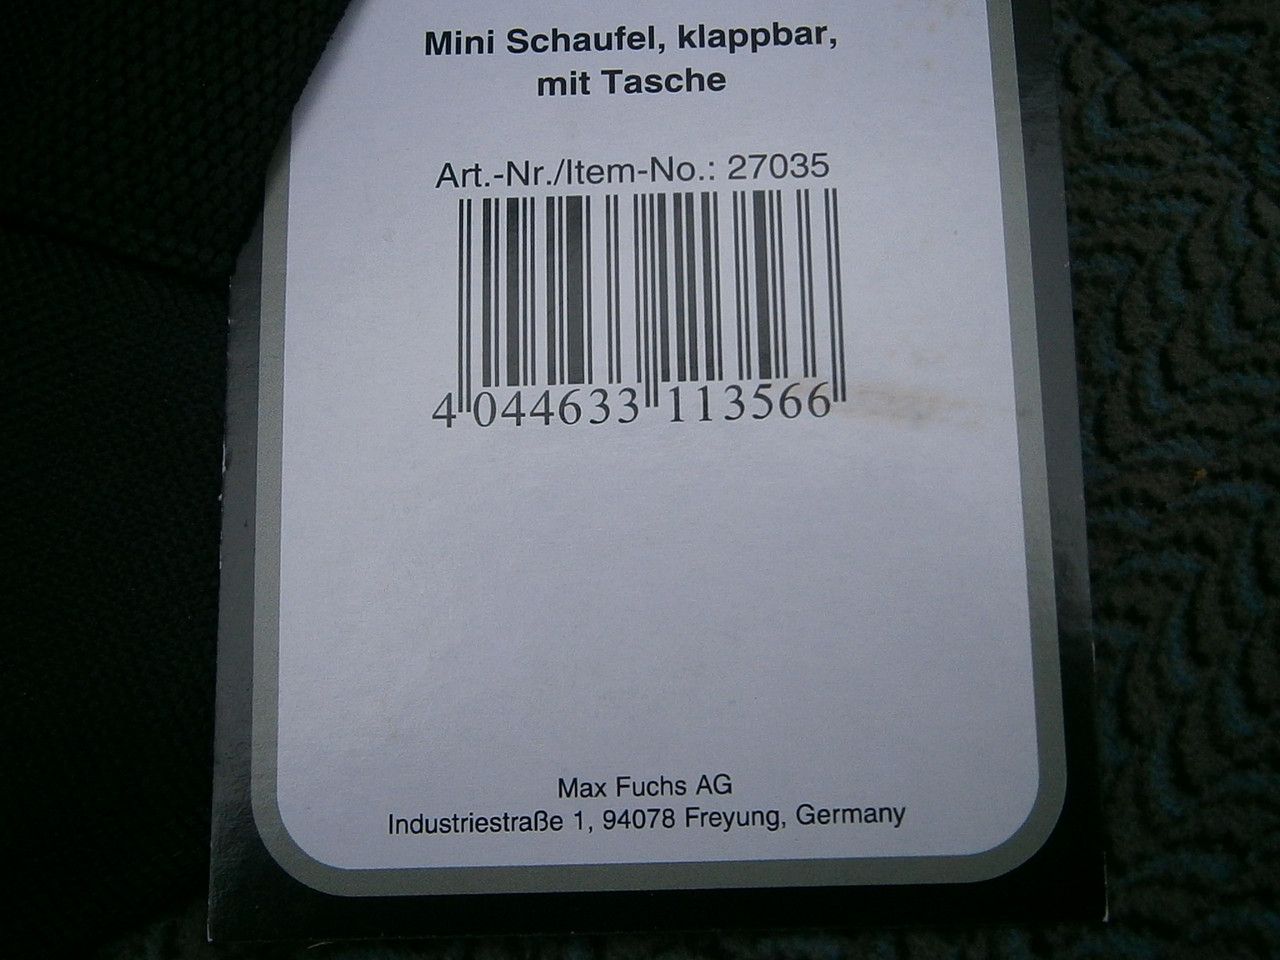 Mini Schaufel, klappbar,
mit Tasche
Art.-Nr./Item-No.: 27035
4 044633 113566
Max Fuchs AG
Industriestraße 1, 94078 Freyung, Germany